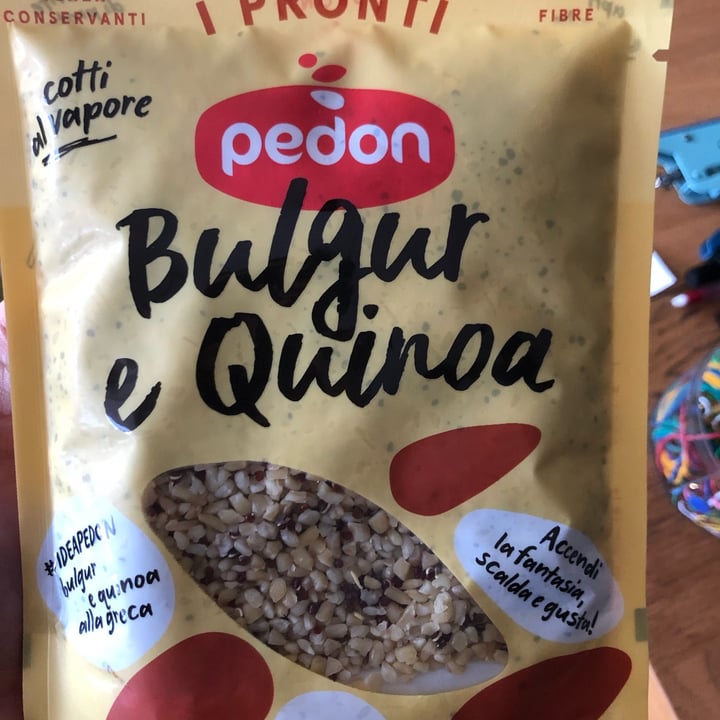 CONSERVANTI
I PRONTI
FIBRE
cotti
al vapore
pedon
Bulgur
e Quinoa
#IDEAPEDON
bulgur
e quinoa
alla greca
Accendi
la fantasia,
scalda e gusta!